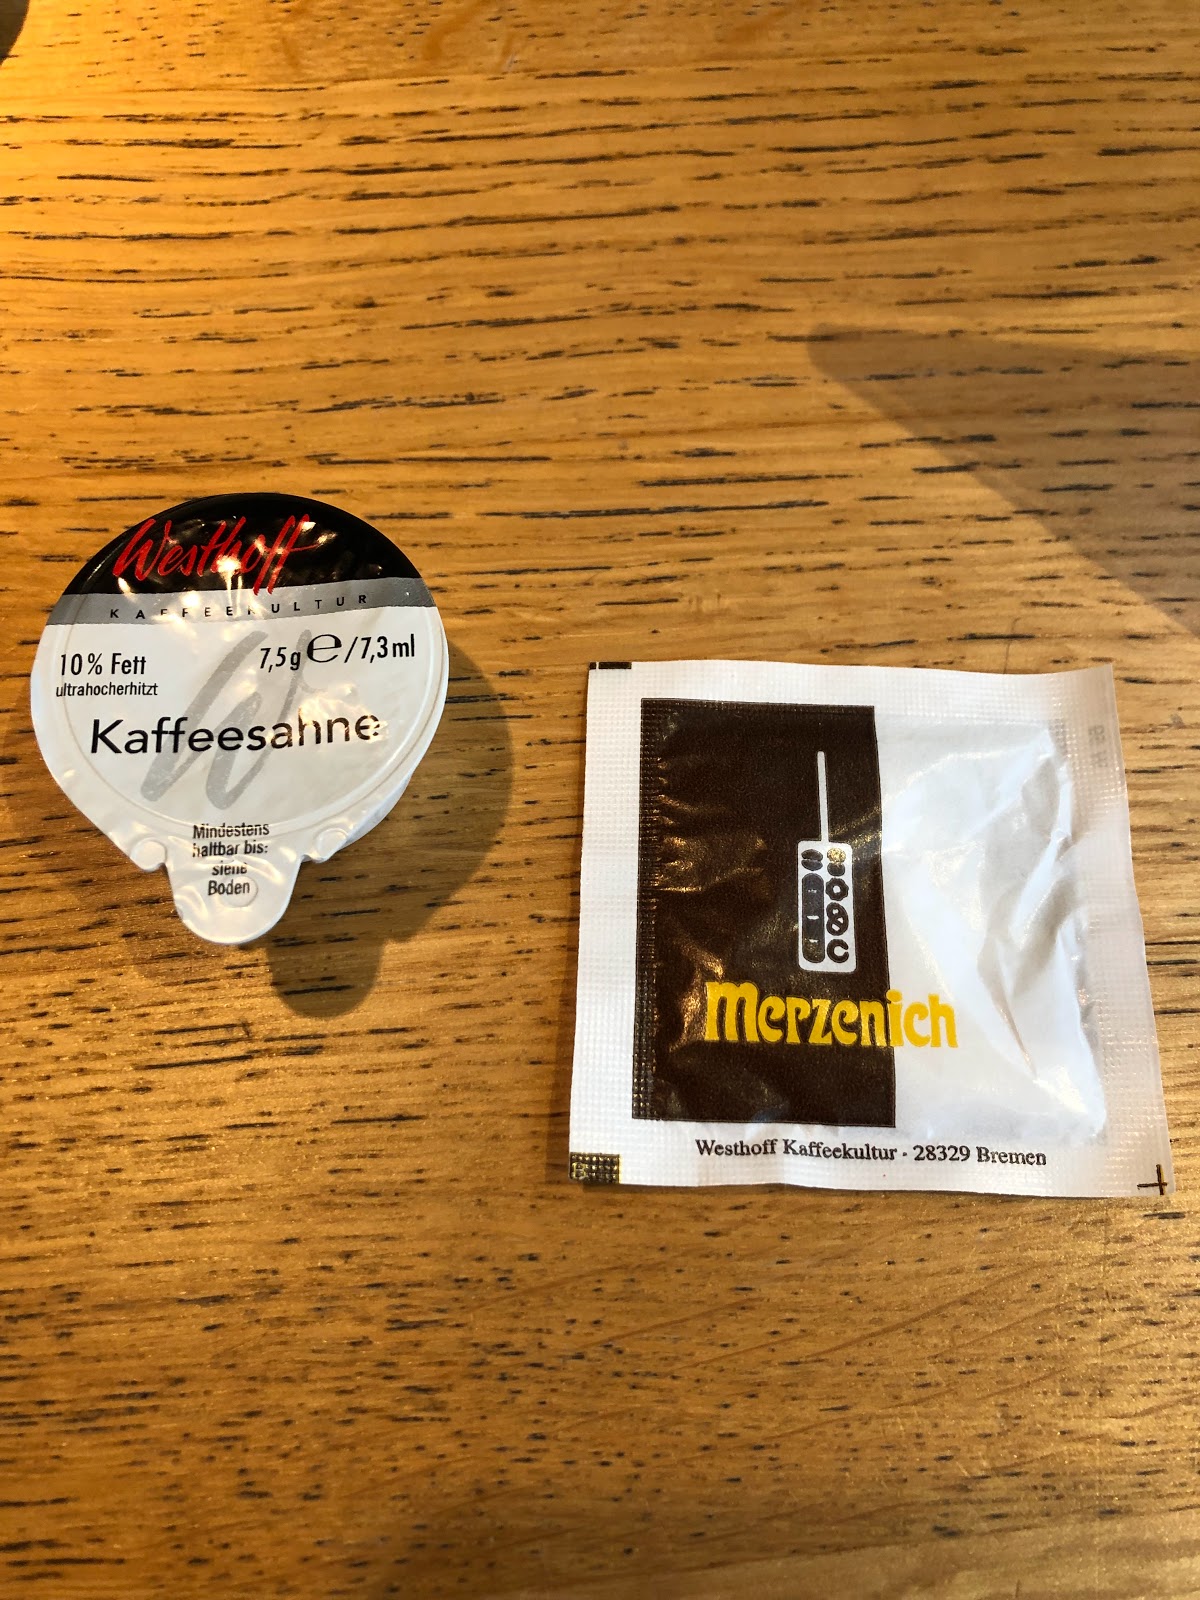 Westhoff
KAFFEEKULTUR
10% Fett
ultrahocherhitzt
7,5g ℮/7,3ml
Kaffeesahne
Mindestens
haltbar bis:
siehe
Boden
Merzenich
Westhoff Kaffeekultur · 28329 Bremen